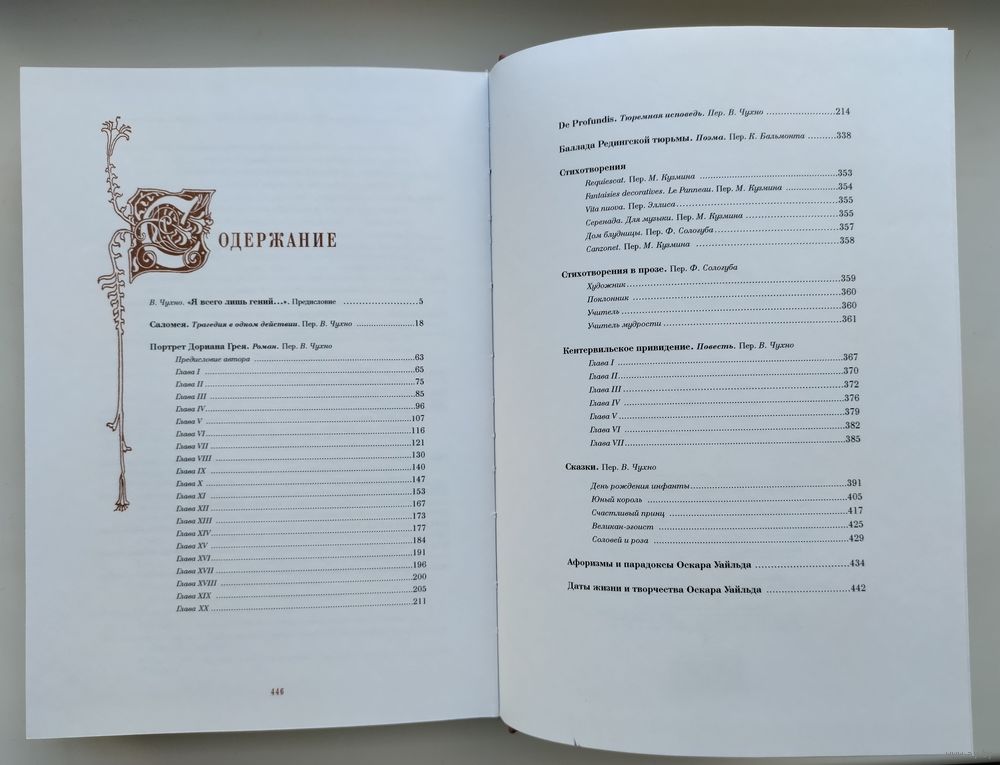 СОДЕРЖАНИЕ
В. Чухно. «Я всего лишь гений...». Предисловие ........ 5
Саломея. Трагедия в одном действии. Пер. В. Чухно ........ 18
Портрет Дориана Грея. Роман. Пер. В. Чухно
Предисловие автора ........ 63
Глава I ........ 65
Глава II ........ 75
Глава III ........ 85
Глава IV ........ 96
Глава V ........ 107
Глава VI ........ 116
Глава VII ........ 121
Глава VIII ........ 130
Глава IX ........ 140
Глава X ........ 147
Глава XI ........ 153
Глава XII ........ 167
Глава XIII ........ 173
Глава XIV ........ 177
Глава XV ........ 184
Глава XVI ........ 191
Глава XVII ........ 196
Глава XVIII ........ 200
Глава XIX ........ 205
Глава XX ........ 211
446
De Profundis. Тюремная исповедь. Пер. В. Чухно ........ 214
Баллада Редингской тюрьмы. Поэма. Пер. К. Бальмонта ........ 338
Стихотворения
Requiescat. Пер. М. Кузмина ........ 353
Fantaisies decoratives. Le Panneau. Пер. М. Кузмина ........ 354
Vita nuova. Пер. Эллиса ........ 355
Серенада. Для музыки. Пер. М. Кузмина ........ 355
Дом блудницы. Пер. Ф. Сологуба ........ 357
Canzonet. Пер. М. Кузмина ........ 358
Стихотворения в прозе. Пер. Ф. Сологуба
Художник ........ 359
Поклонник ........ 360
Учитель ........ 360
Учитель мудрости ........ 361
Кентервильское привидение. Повесть. Пер. В. Чухно
Глава I ........ 367
Глава II ........ 370
Глава III ........ 372
Глава IV ........ 376
Глава V ........ 379
Глава VI ........ 382
Глава VII ........ 385
Сказки. Пер. В. Чухно
День рождения инфанты ........ 391
Юный король ........ 405
Счастливый принц ........ 417
Великан-эгоист ........ 425
Соловей и роза ........ 429
Афоризмы и парадоксы Оскара Уайльда ........ 434
Даты жизни и творчества Оскара Уайльда ........ 442